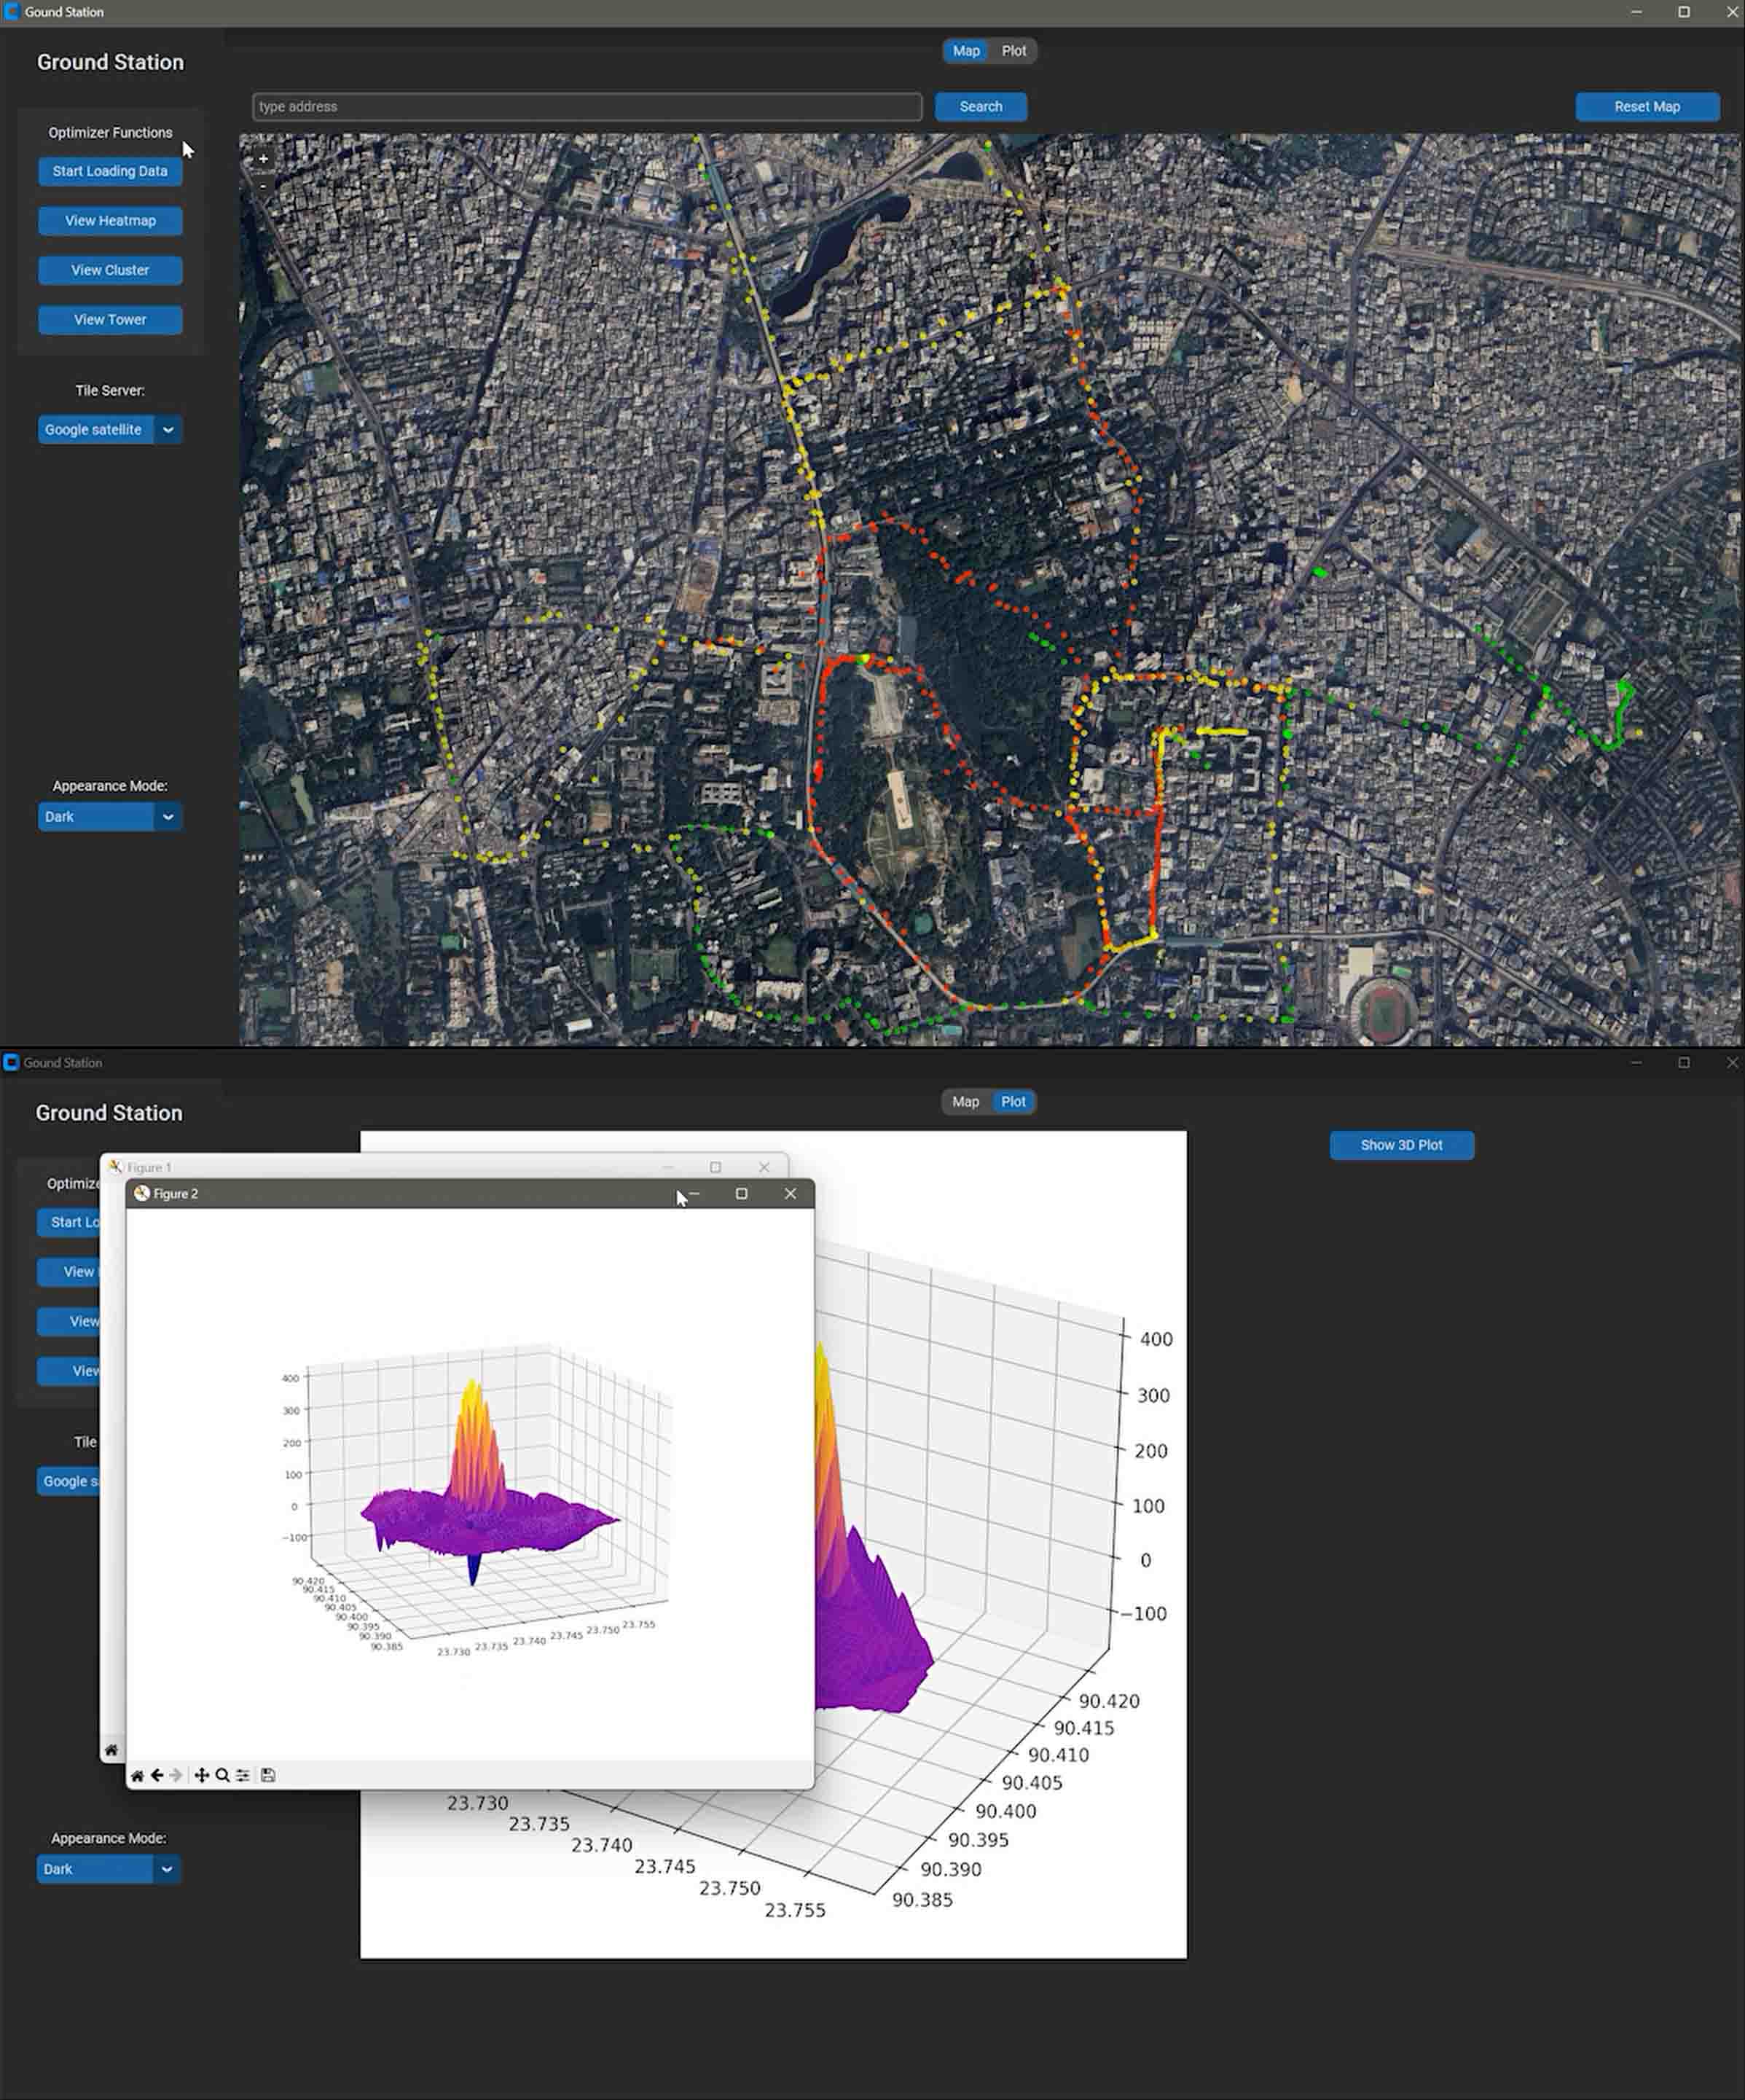 Gound Station
Ground Station
Map Plot
type address
Search
Reset Map
Optimizer Functions
+
-
Start Loading Data
View Heatmap
View Cluster
View Tower
Tile Server:
Google satellite
Appearance Mode:
Dark
Gound Station
Ground Station
Map Plot
Show 3D Plot
Figure 1
Optimize
Figure 2
Start Lo
View
View
View
Tile
Google s
400
300
200
100
0
−100
90.420
90.415
90.410
90.405
90.400
90.395
90.390
90.385
23.730
23.735
23.740
23.745
23.750
23.755
400
300
200
100
0
−100
90.420
90.415
90.410
90.405
90.400
90.395
90.390
90.385
23.730
23.735
23.740
23.745
23.750
23.755
Appearance Mode:
Dark